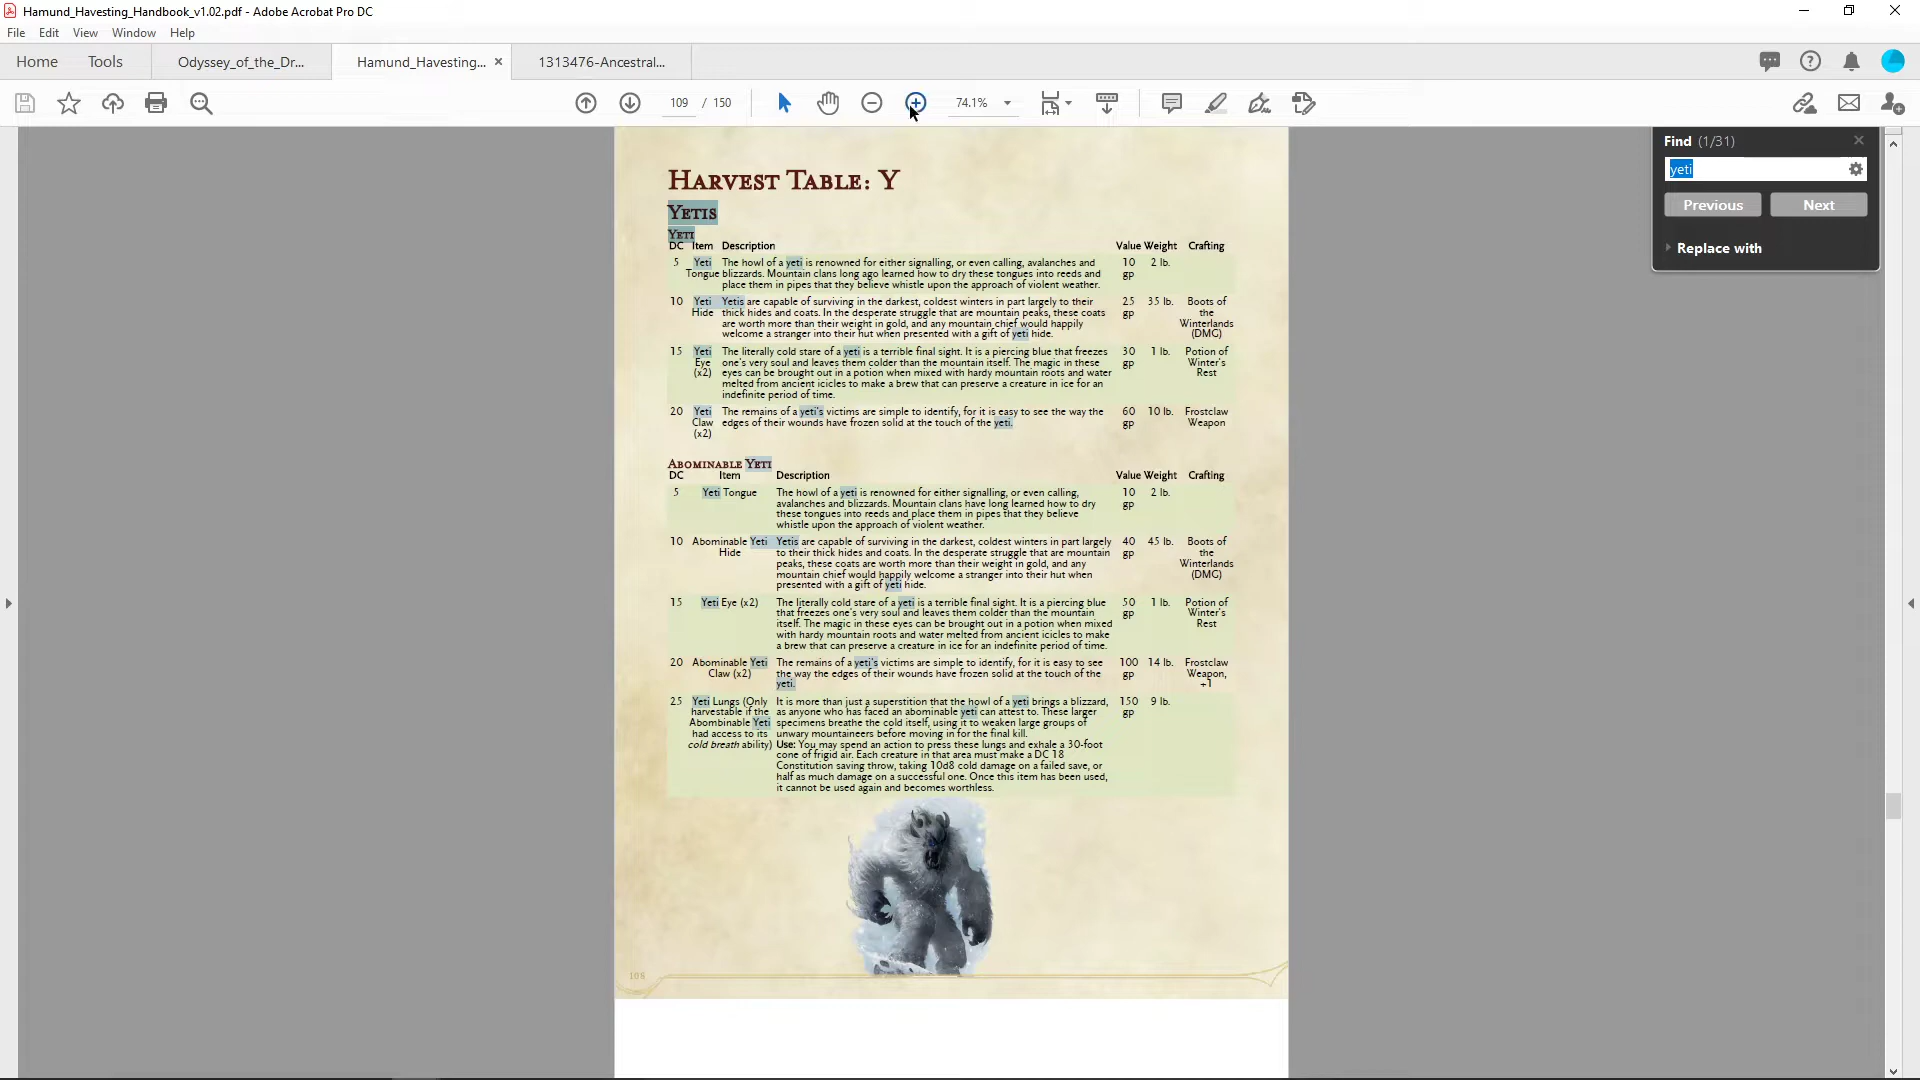 Hamund_Havesting_Handbook_v1.02.pdf - Adobe Acrobat Pro DC
File Edit View Window Help
Home Tools Odyssey_of_the_Dr... Hamund_Havesting... × 1313476-Ancestral...
109 / 150 74.1%
Find (1/31)
yeti
Previous Next
Replace with
Harvest Table: Y
Yetis
Yeti
DC Item Description Value Weight Crafting
5 Yeti The howl of a yeti is renowned for either signalling, or even calling, avalanches and 10 2 lb.
Tongue blizzards. Mountain clans long ago learned how to dry these tongues into reeds and gp
place them in pipes that they believe whistle upon the approach of violent weather.
10 Yeti Yetis are capable of surviving in the darkest, coldest winters in part largely to their 25 35 lb. Boots of
Hide thick hides and coats. In the desperate struggle that are mountain peaks, these coats gp the
are worth more than their weight in gold, and any mountain chief would happily Winterlands
welcome a stranger into their hut when presented with a gift of yeti hide. (DMG)
15 Yeti The literally cold stare of a yeti is a terrible final sight. It is a piercing blue that freezes 30 1 lb. Potion of
Eye one's very soul and leaves them colder than the mountain itself. The magic in these gp Winter's
(x2) eyes can be brought out in a potion when mixed with hardy mountain roots and water Rest
melted from ancient icicles to make a brew that can preserve a creature in ice for an
indefinite period of time.
20 Yeti The remains of a yeti's victims are simple to identify, for it is easy to see the way the 60 10 lb. Frostclaw
Claw edges of their wounds have frozen solid at the touch of the yeti. gp Weapon
(x2)
Abominable Yeti
DC Item Description Value Weight Crafting
5 Yeti Tongue The howl of a yeti is renowned for either signalling, or even calling, 10 2 lb.
avalanches and blizzards. Mountain clans have long learned how to dry gp
these tongues into reeds and place them in pipes that they believe
whistle upon the approach of violent weather.
10 Abominable Yeti Yetis are capable of surviving in the darkest, coldest winters in part largely 40 45 lb. Boots of
Hide to their thick hides and coats. In the desperate struggle that are mountain gp the
peaks, these coats are worth more than their weight in gold, and any Winterlands
mountain chief would happily welcome a stranger into their hut when (DMG)
presented with a gift of yeti hide.
15 Yeti Eye (x2) The literally cold stare of a yeti is a terrible final sight. It is a piercing blue 50 1 lb. Potion of
that freezes one's very soul and leaves them colder than the mountain gp Winter's
itself. The magic in these eyes can be brought out in a potion when mixed Rest
with hardy mountain roots and water melted from ancient icicles to make
a brew that can preserve a creature in ice for an indefinite period of time.
20 Abominable Yeti The remains of a yeti's victims are simple to identify, for it is easy to see 100 14 lb. Frostclaw
Claw (x2) the way the edges of their wounds have frozen solid at the touch of the gp Weapon,
yeti. +1
25 Yeti Lungs (Only It is more than just a superstition that the howl of a yeti brings a blizzard, 150 9 lb.
harvestable if the as anyone who has faced an abominable yeti can attest to. These larger gp
Abombinable Yeti specimens breathe the cold itself, using it to weaken large groups of
had access to its unwary mountaineers before moving in for the final kill.
cold breath ability) Use: You may spend an action to press these lungs and exhale a 30-foot
cone of frigid air. Each creature in that area must make a DC 18
Constitution saving throw, taking 10d8 cold damage on a failed save, or
half as much damage on a successful one. Once this item has been used,
it cannot be used again and becomes worthless.
108